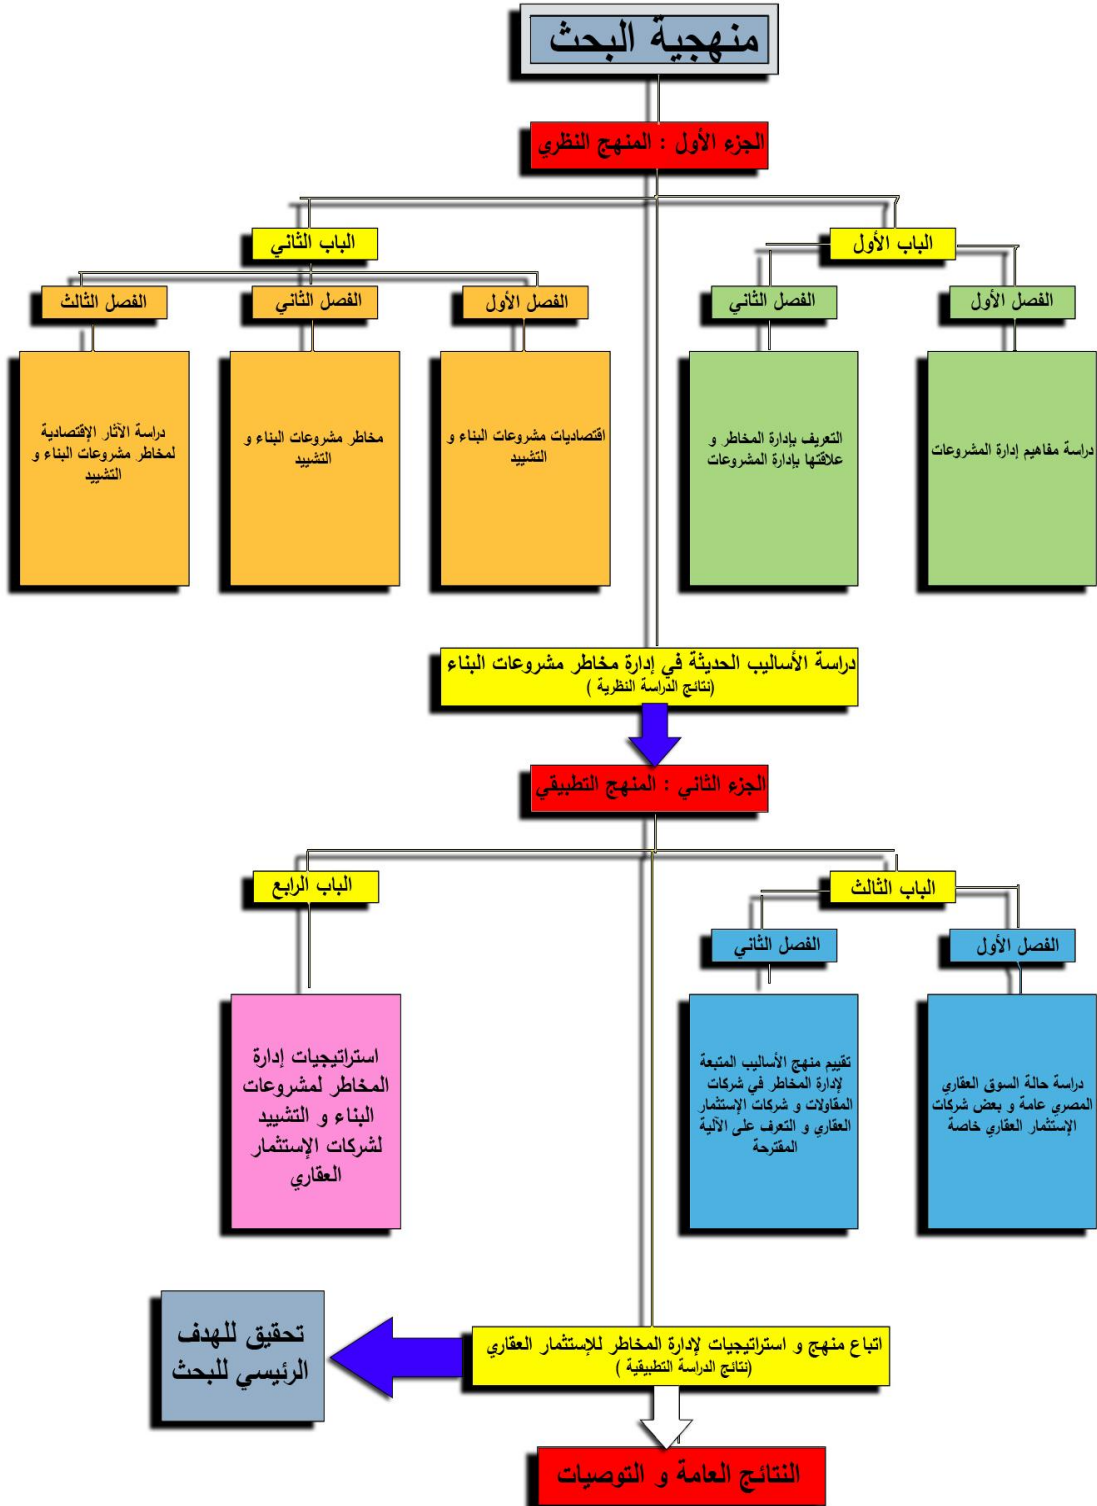 منهجية البحث
الجزء الأول : المنهج النظري
الباب الأول
الباب الثاني
الفصل الأول
الفصل الثاني
الفصل الأول
الفصل الثاني
الفصل الثالث
دراسة مفاهيم إدارة المشروعات
التعريف بإدارة المخاطر و
علاقتها بإدارة المشروعات
اقتصاديات مشروعات البناء و
التشييد
مخاطر مشروعات البناء و
التشييد
دراسة الآثار الإقتصادية
لمخاطر مشروعات البناء و
التشييد
دراسة الأساليب الحديثة في إدارة مخاطر مشروعات البناء
(نتائج الدراسة النظرية )
الجزء الثاني : المنهج التطبيقي
الباب الثالث
الباب الرابع
الفصل الأول
الفصل الثاني
دراسة حالة السوق العقاري
المصري عامة و بعض شركات
الإستثمار العقاري خاصة
تقييم منهج الأساليب المتبعة
لإدارة المخاطر في شركات
المقاولات و شركات الإستثمار
العقاري و التعرف على الآلية
المقترحة
استراتيجيات إدارة
المخاطر لمشروعات
البناء و التشييد
لشركات الإستثمار
العقاري
اتباع منهج و استراتيجيات لإدارة المخاطر للإستثمار العقاري
(نتائج الدراسة التطبيقية )
تحقيق للهدف
الرئيسي للبحث
النتائج العامة و التوصيات